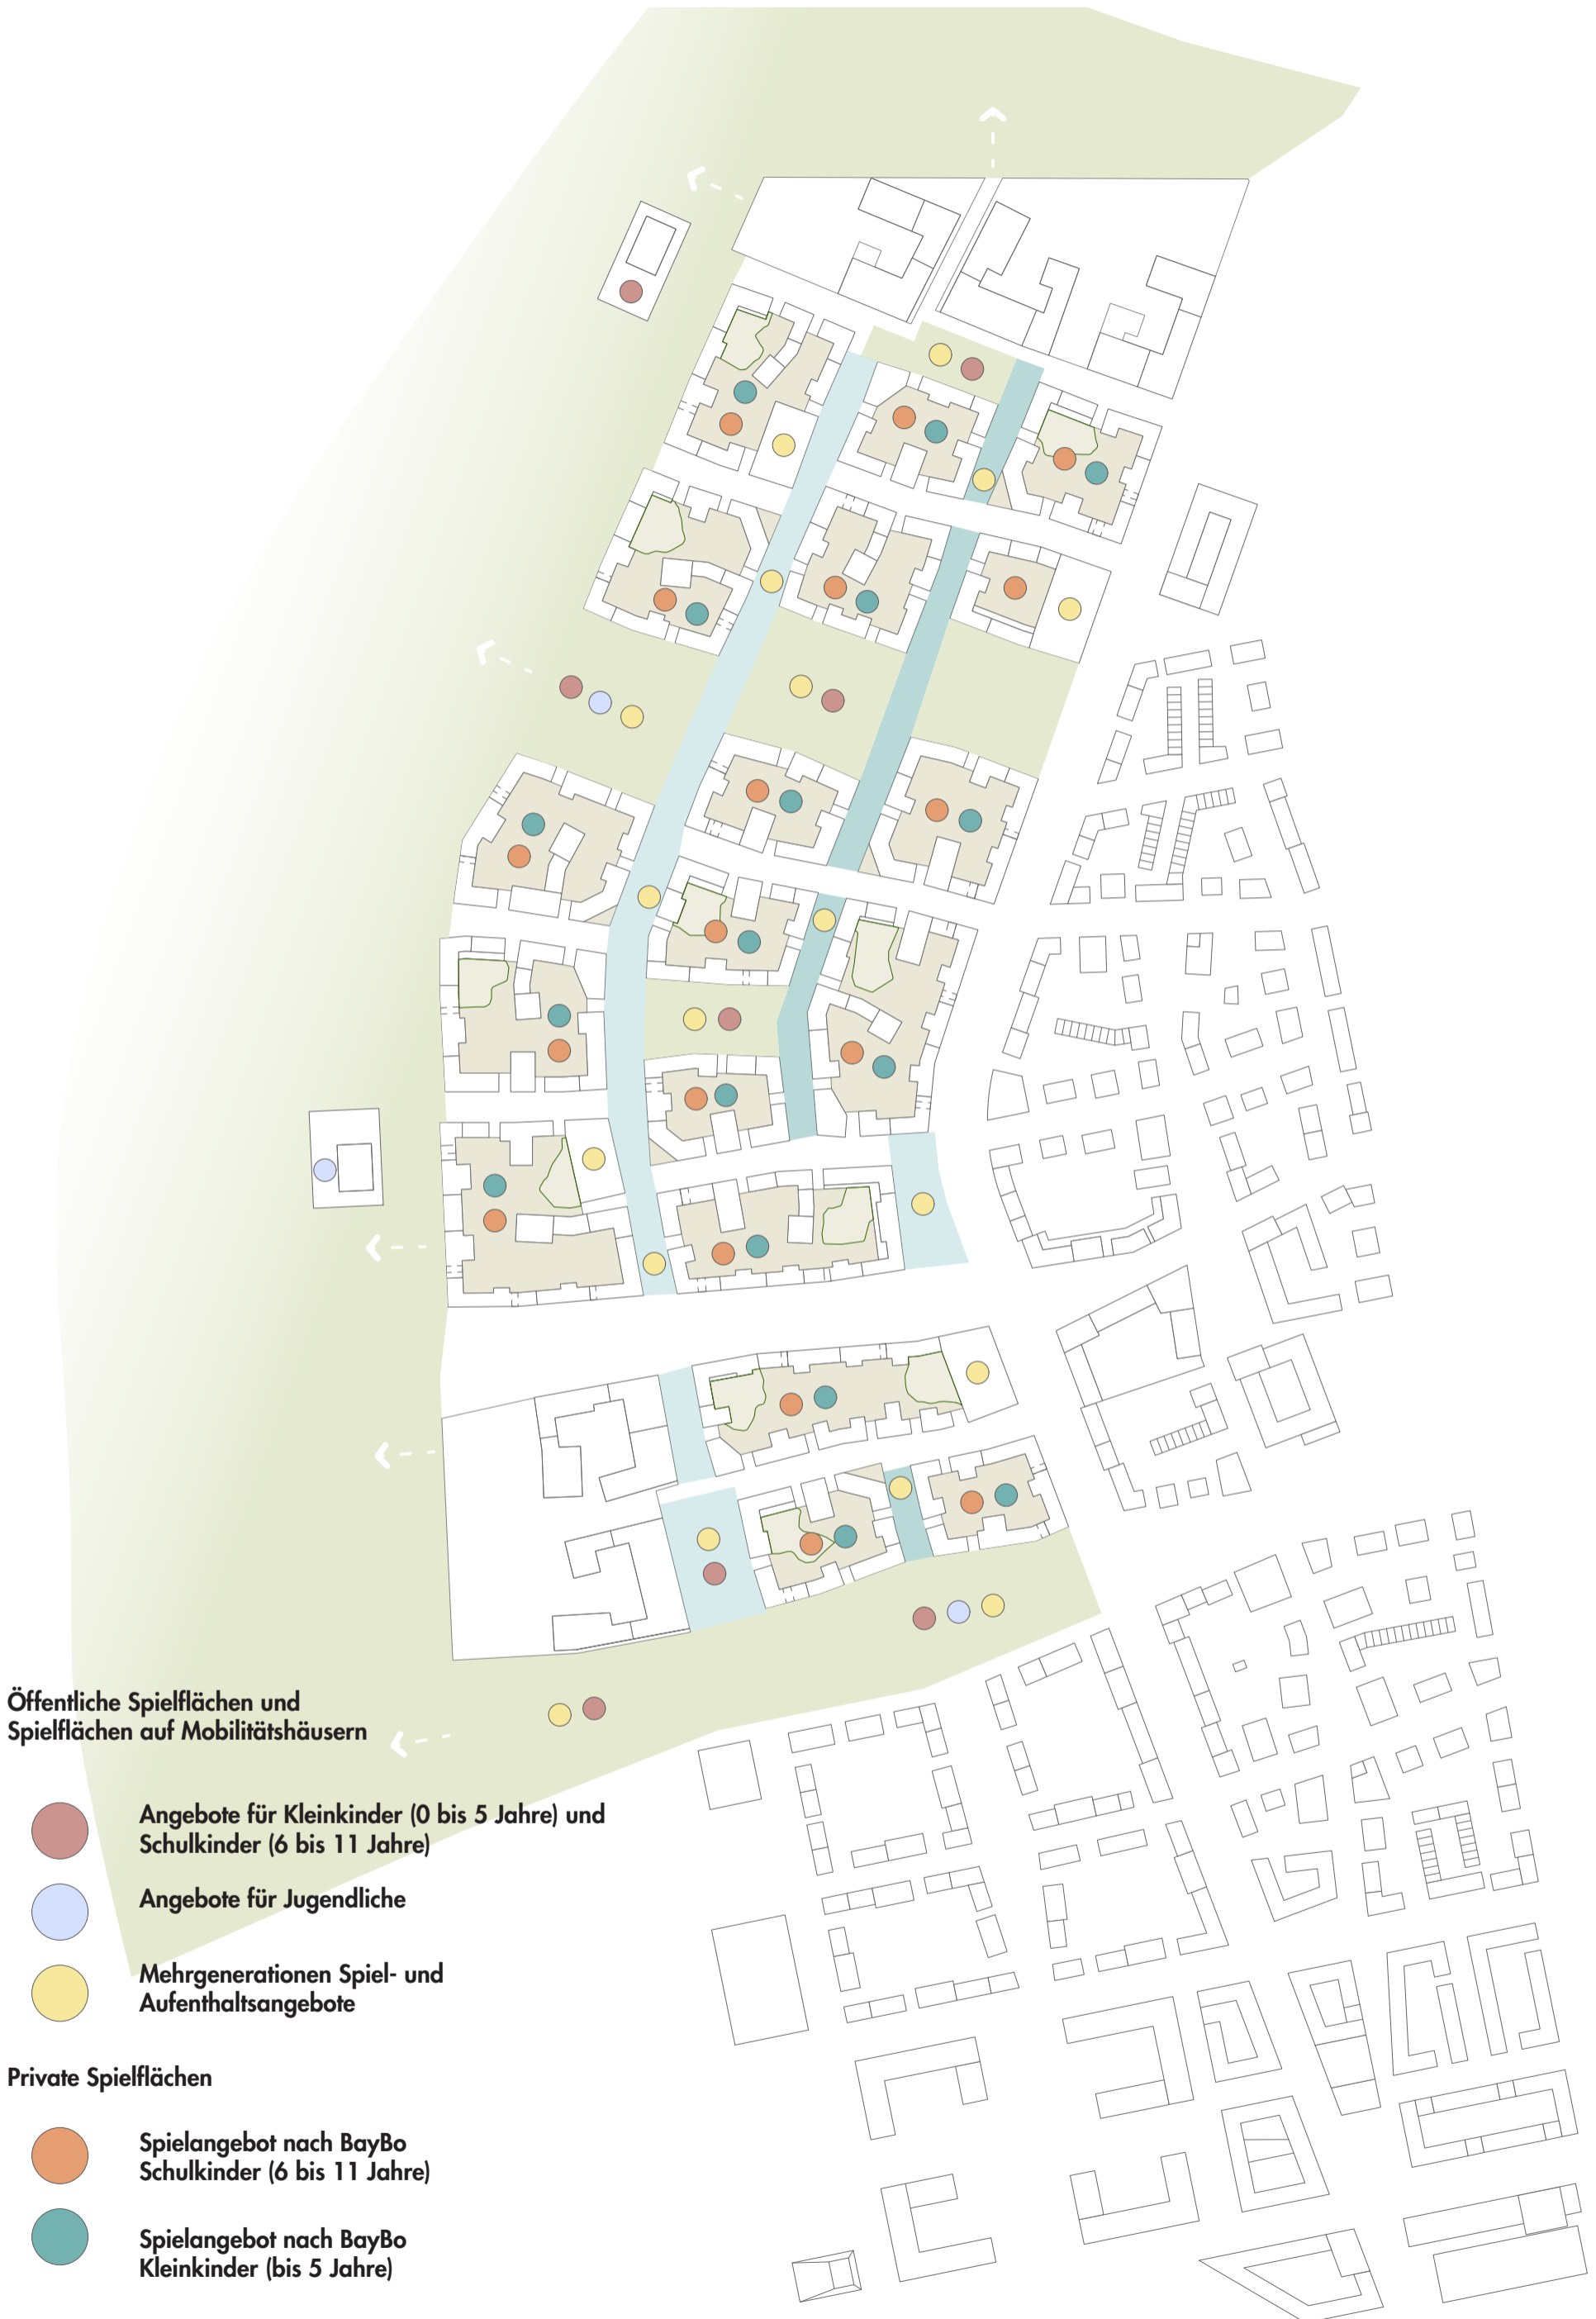 Öffentliche Spielflächen und
Spielflächen auf Mobilitätshäusern
Angebote für Kleinkinder (0 bis 5 Jahre) und
Schulkinder (6 bis 11 Jahre)
Angebote für Jugendliche
Mehrgenerationen Spiel- und
Aufenthaltsangebote
Private Spielflächen
Spielangebot nach BayBo
Schulkinder (6 bis 11 Jahre)
Spielangebot nach BayBo
Kleinkinder (bis 5 Jahre)